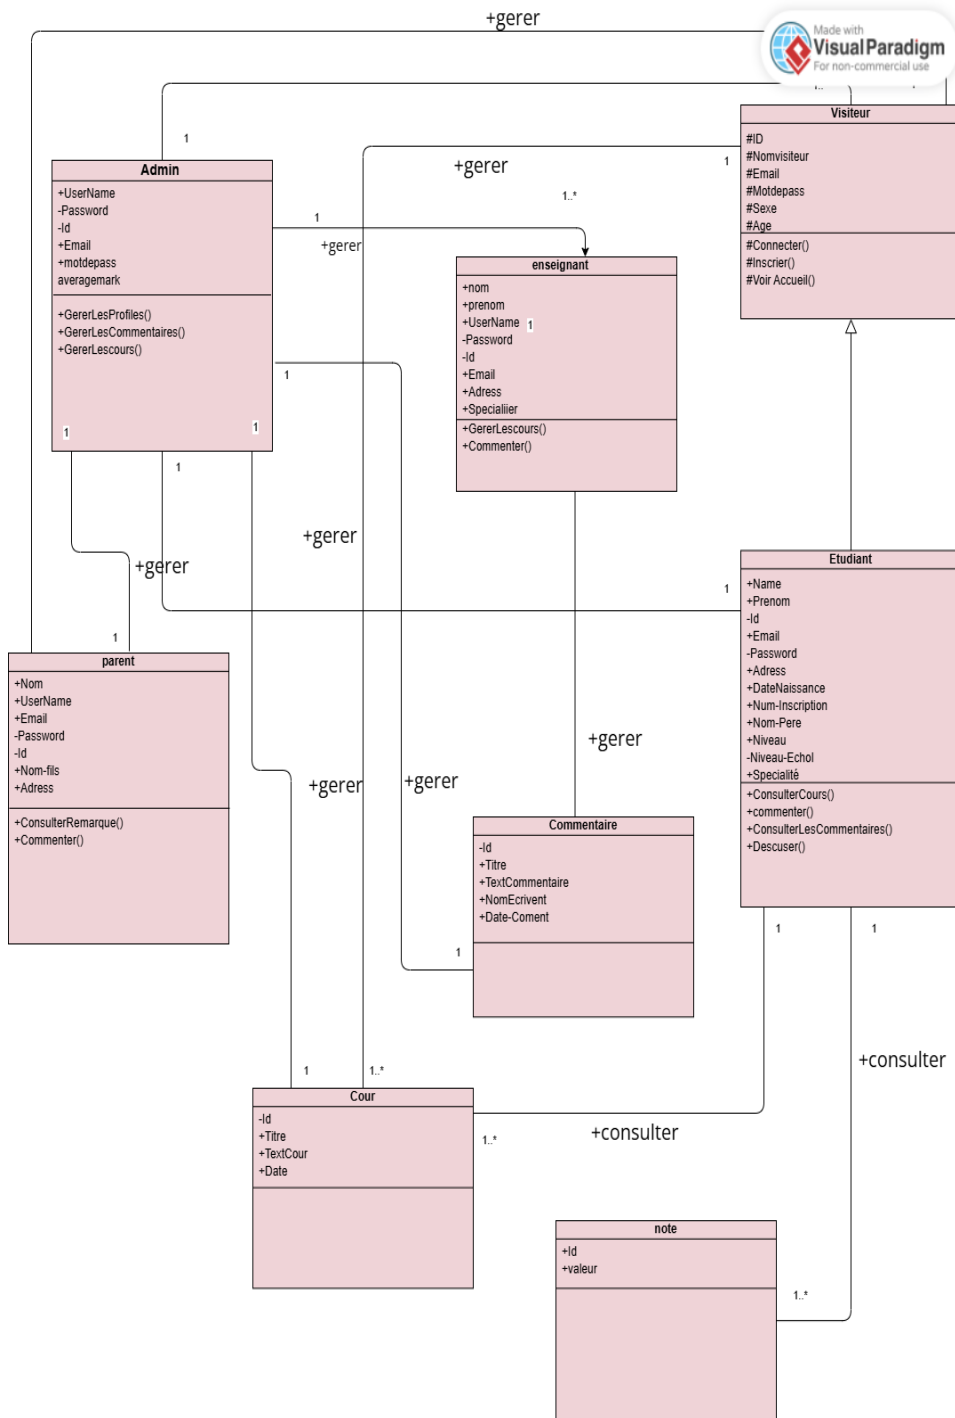 +gerer
Made with
VisualParadigm
For non-commercial use
1..
1
Visiteur
#ID
#Nomvisiteur
#Email
#Motdepass
#Sexe
#Age
#Connecter()
#Inscrier()
#Voir Accueil()
Admin
+UserName
-Password
-Id
+Email
+motdepass
averagemark
+GererLesProfiles()
+GererLesCommentaires()
+GererLescours()
1
1
+gerer
1
1..*
1
+gerer
enseignant
+nom
+prenom
+UserName
1
-Password
-Id
+Email
+Adress
+Specialiier
+GererLescours()
+Commenter()
1
1
+gerer
+gerer
1
1
Etudiant
+Name
+Prenom
-Id
+Email
-Password
+Adress
+DateNaissance
+Num-Inscription
+Nom-Pere
+Niveau
-Niveau-Echol
+Specialité
+ConsulterCours()
+commenter()
+ConsulterLesCommentaires()
+Descuser()
parent
+Nom
+UserName
+Email
-Password
-Id
+Nom-fils
+Adress
+ConsulterRemarque()
+Commenter()
+gerer
+gerer
+gerer
Commentaire
-Id
+Titre
+TextCommentaire
+NomEcrivent
+Date-Coment
1
1
1
+consulter
1
1..*
Cour
-Id
+Titre
+TextCour
+Date
1..*
+consulter
note
+Id
+valeur
1..*